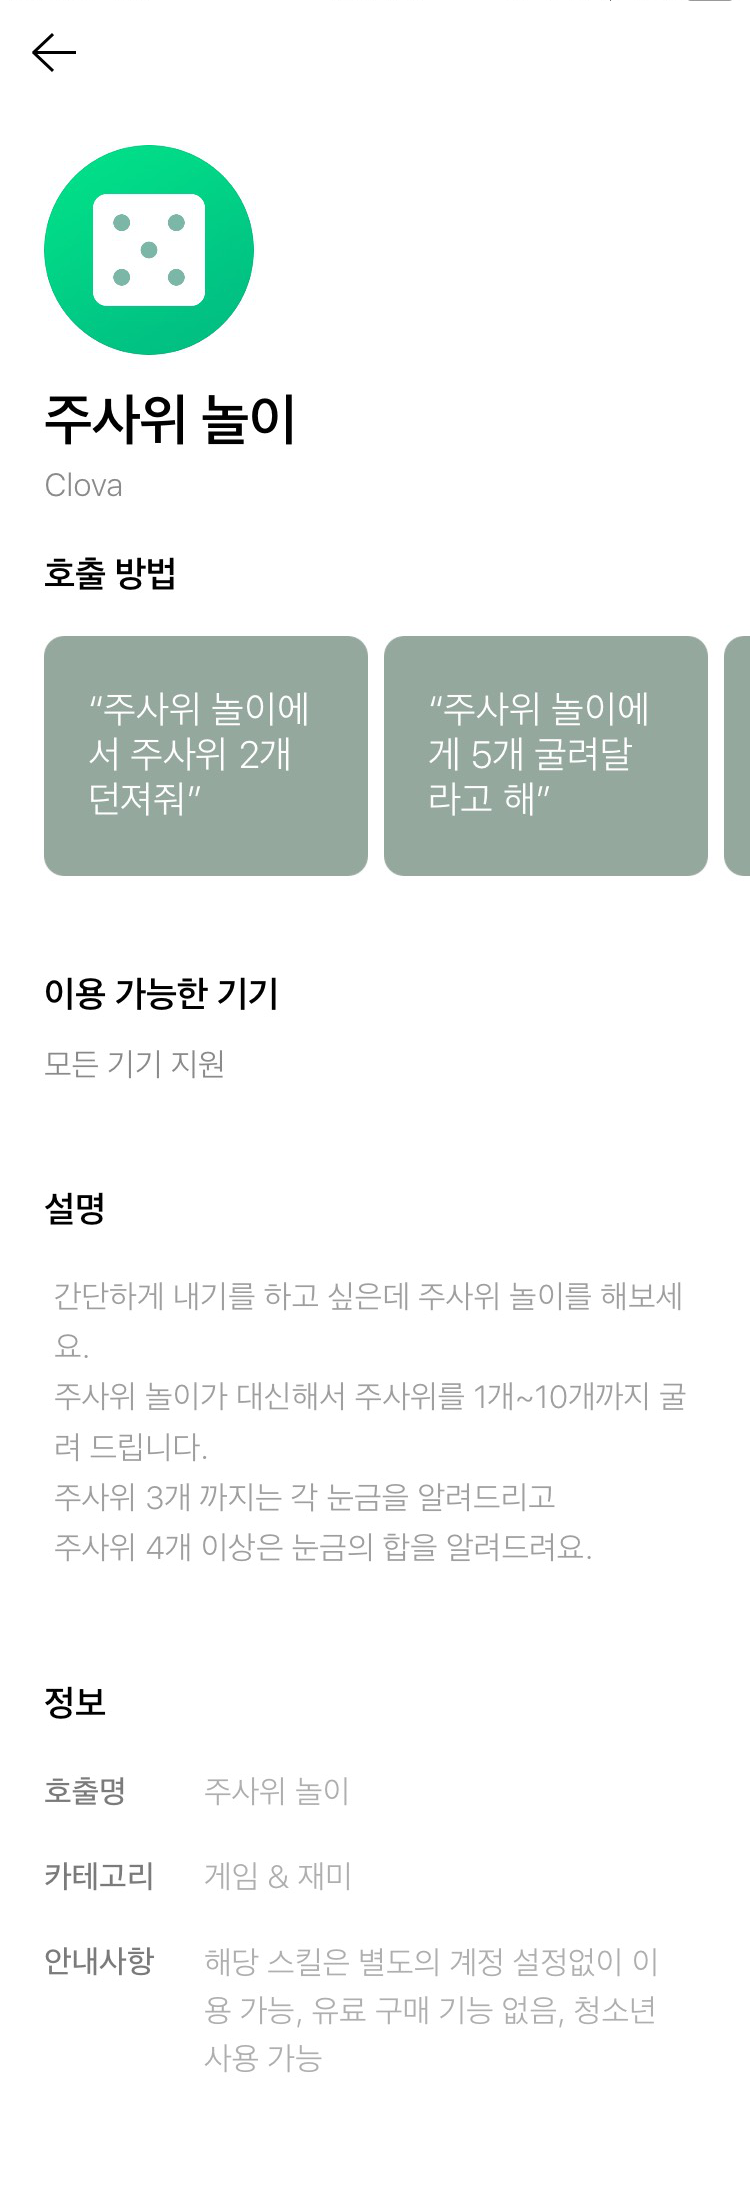 주사위 놀이
Clova
호출 방법
“주사위 놀이에
서 주사위 2개
던져줘”
“주사위 놀이에
게 5개 굴려달
라고 해”
이용 가능한 기기
모든 기기 지원
설명
간단하게 내기를 하고 싶은데 주사위 놀이를 해보세
요.
주사위 놀이가 대신해서 주사위를 1개~10개까지 굴
려 드립니다.
주사위 3개 까지는 각 눈금을 알려드리고
주사위 4개 이상은 눈금의 합을 알려드려요.
정보
호출명 주사위 놀이
카테고리 게임 & 재미
안내사항 해당 스킬은 별도의 계정 설정없이 이
용 가능, 유료 구매 기능 없음, 청소년
사용 가능